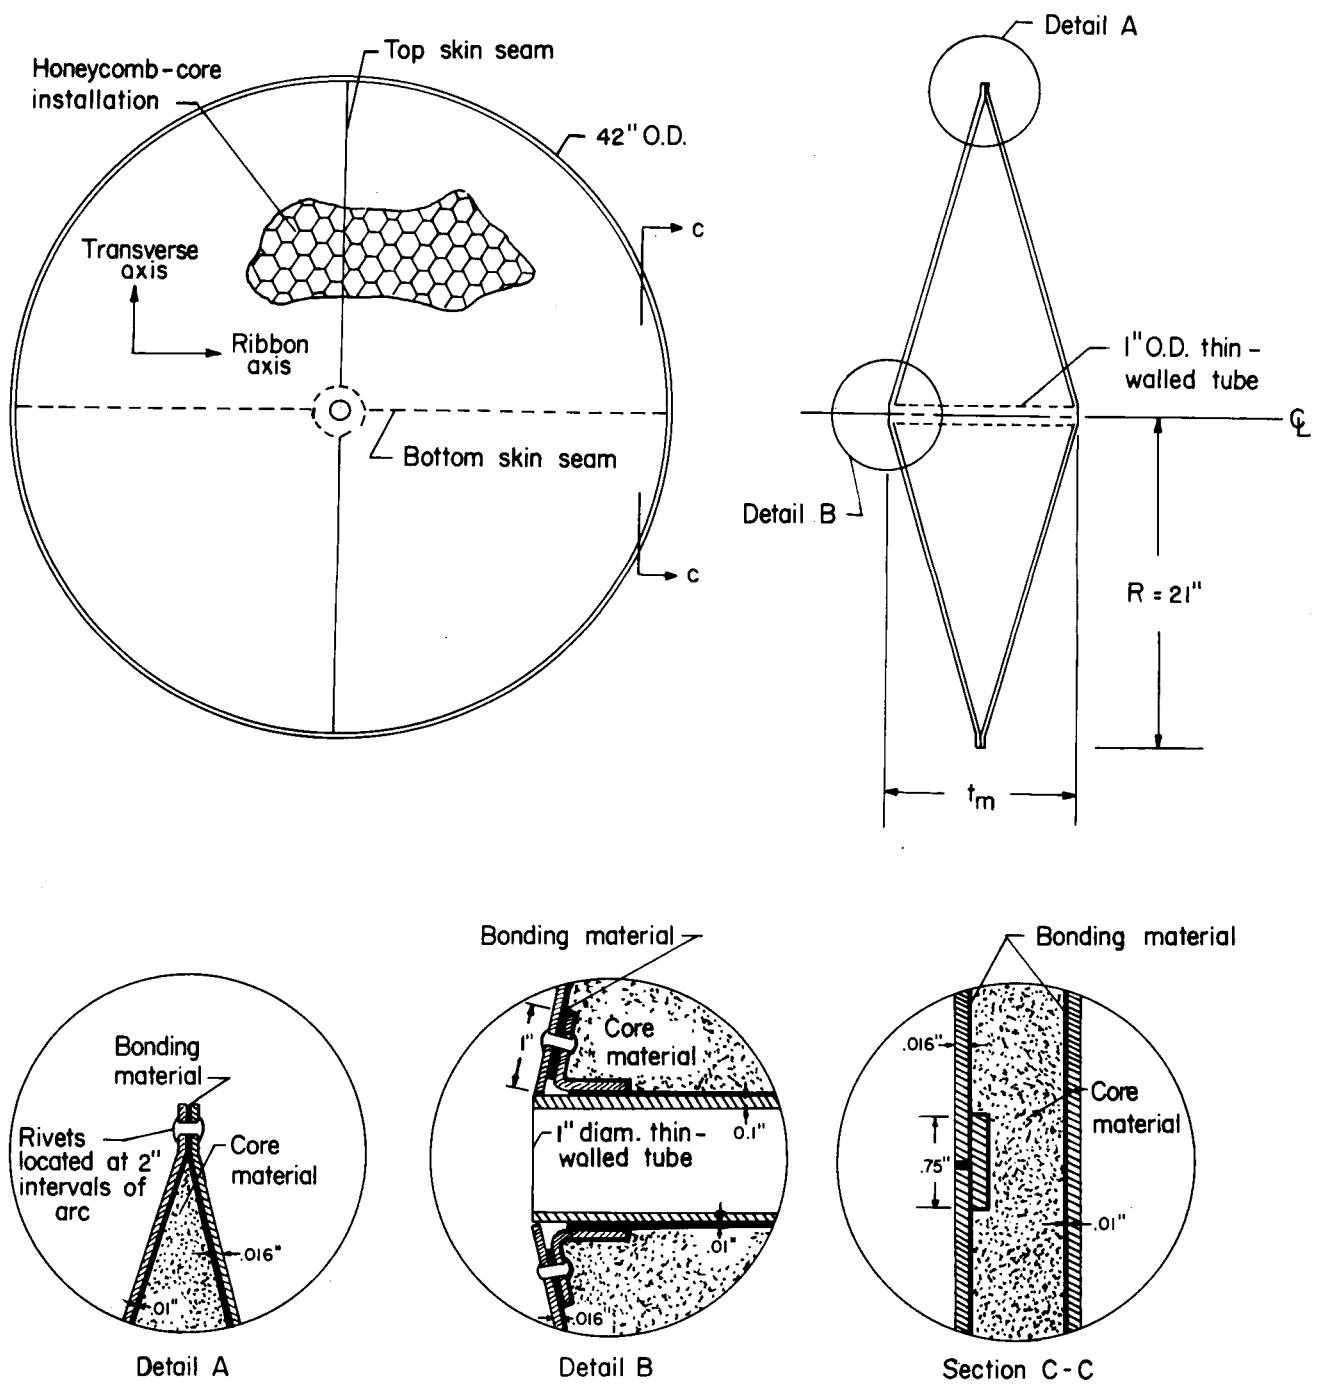 Top skin seam
Honeycomb-core
installation
42" O.D.
c
Transverse
axis
Ribbon
axis
Bottom skin seam
c
Detail A
1" O.D. thin-
walled tube
℄
Detail B
R = 21"
tm
Bonding
material
Rivets
located at 2"
intervals of
arc
Core
material
.016"
.01"
Detail A
Bonding material
1"
Core
material
0.1"
1" diam. thin-
walled tube
.01"
.016
Detail B
Bonding material
.016"
Core
material
.75"
.01"
Section C-C